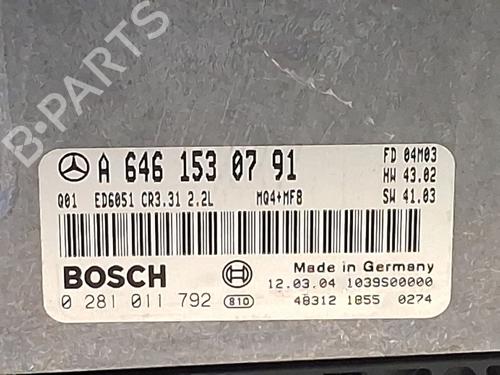 B-PARTS
A 646 153 07 91
FD 04M03
HW 43.02
Q01 ED6051 CR3.31 2.2L MQ4+MF8 SW 41.03
BOSCH
Made in Germany
12.03.04 1039S00000
0 281 011 792 810 48312 1855 0274